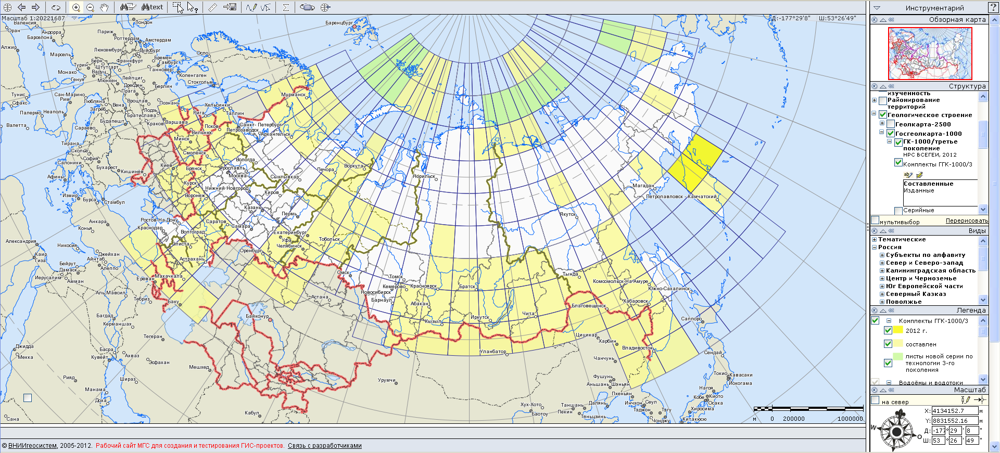 text
?
Масштаб 1:20221687
Д:-177°29'8" Ш:53°26'49"
Баренцбург
Лондон
Валенсия
Оран
Андорра
Барселона
Париж
Роттердам
Амстердам
Алжир
Марсель
Люксембург
Дуйсбург
Франкфурт
Бремен
Гамбург
Ганновер
Осло
Турин
Берн
Штутгарт
Монако
Вадуц
Генуя
Мюнхен
Копенгаген
Стокгольм
Лейпциг
Дрезден
Берлин
Прага
Тунис
Сфакс
Сан-Марино
Рим
Любляна
Загреб
Вена
Вроцлав
Познань
Мурманск
Палермо
Неаполь
Братислава
Лодзь
Рига
Хельсинки
Таллин
Валетта
Сараево
Будапешт
Краков
Варшава
Псков
Санкт- Петербург
Петрозаводск
Архангельск
Вильнюс
Минск
Тирана
Скопье
София
Салоники
Бухарест
Кишинёв
Киев
Смоленск
Брянск
Вологда
Ярославль
Москва
Печора
Воркута
Сыктывкар
Норильск
Афины
Измир
Бурса
Стамбул
Курск
Воронеж
Нижний-Новгород
Киров
Казань
Пермь
Магадан
Петропавловск - Камчатский
Якутск
Анкара
Конья
Ростов-На-Дону
Краснодар
Саратов
Самара
Волгоград
Екатеринбург
Уфа
Челябинск
Тобольск
Элиста
Оренбург
Александрия
Никосия
Каир
Гиза
Джейхан
Айнтаб
Бейрут
Дамаск
Алеппо
Астрахань
Иерусалим
Амман
Махачкала
Ереван
Омск
Томск
Кемерово
Красноярск
Братск
Тында
Комсомольск-На-Амуре
Южно-Сахалинск
Новосибирск
Барнаул
Абакан
Хабаровск
Благовещенск
Аль-Мавсил
Тебриз
Баку
Астана
Байконур
Кызыл
Иркутск
Чита
Саппоро
Багдад
Керманшах
Тегеран
Цицикар
Харбин
Владивосток
Уланбатор
Сендай
Джидда
Мекка
Басра
Кувейт
Ахваз
Эсфахан
Мешхед
Чанчунь
Токио
Кавасаки
Йокогама
Рияд
Шираз
Урумчи
Фушунь
Аньшань
Шэньян
Манама
Доха
Пхеньян
Нагоя
Кобе
Киото
Осака
Хух-Хото
Баотоу
Таншань
Пекин
Далянь
Тяньцзинь
Инчхон
Сеул
Тэджон
Тэгу
Чонджу
Хиросима
Китакюсю
Сана
Кабул
м 0 200000 1000000
© ВНИИгеосистем, 2005-2012. Рабочий сайт МГС для создания и тестирования ГИС-проектов. Связь с разработчиками
Инструментарий
?
Обзорная карта
Структура
изученность
Районирование
территорий
Геологическое строение
Геолкарта-2500
Госгеолкарта-1000
ГК-1000/третье
поколение
НРС ВСЕГЕИ, 2012
Комплекты ГГК-1000/3
Составленные
Изданные
Серийные
мультивыбор Перерисовать
Виды
Тематические
Россия
Субъекты по алфавиту
Север и Северо-запад
Калининградская область
Центр и Черноземье
Юг Европейской части
Северный Кавказ
Поволжье
Легенда
Комплекты ГГК-1000/3
2012 г.
составлен
листы новой серии по
технологии 3-го
поколения
Водоёмы и водотоки
Масштаб
на север
X: 4134152.7 м
Y: 8831552.16 м
Д: -177 ° 29 ' 8 "
Ш: 53 ° 26 ' 49 "
W
O